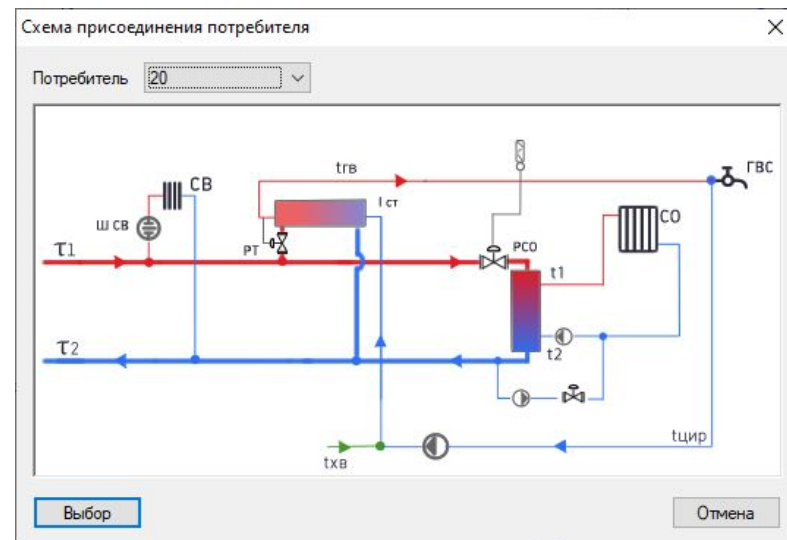 Схема присоединения потребителя
Потребитель 20
tгв
ГВС
СВ
I ст
СО
Ш СВ
τ1
РТ
РСО
t1
τ2
t2
tцир
tхв
Выбор
Отмена